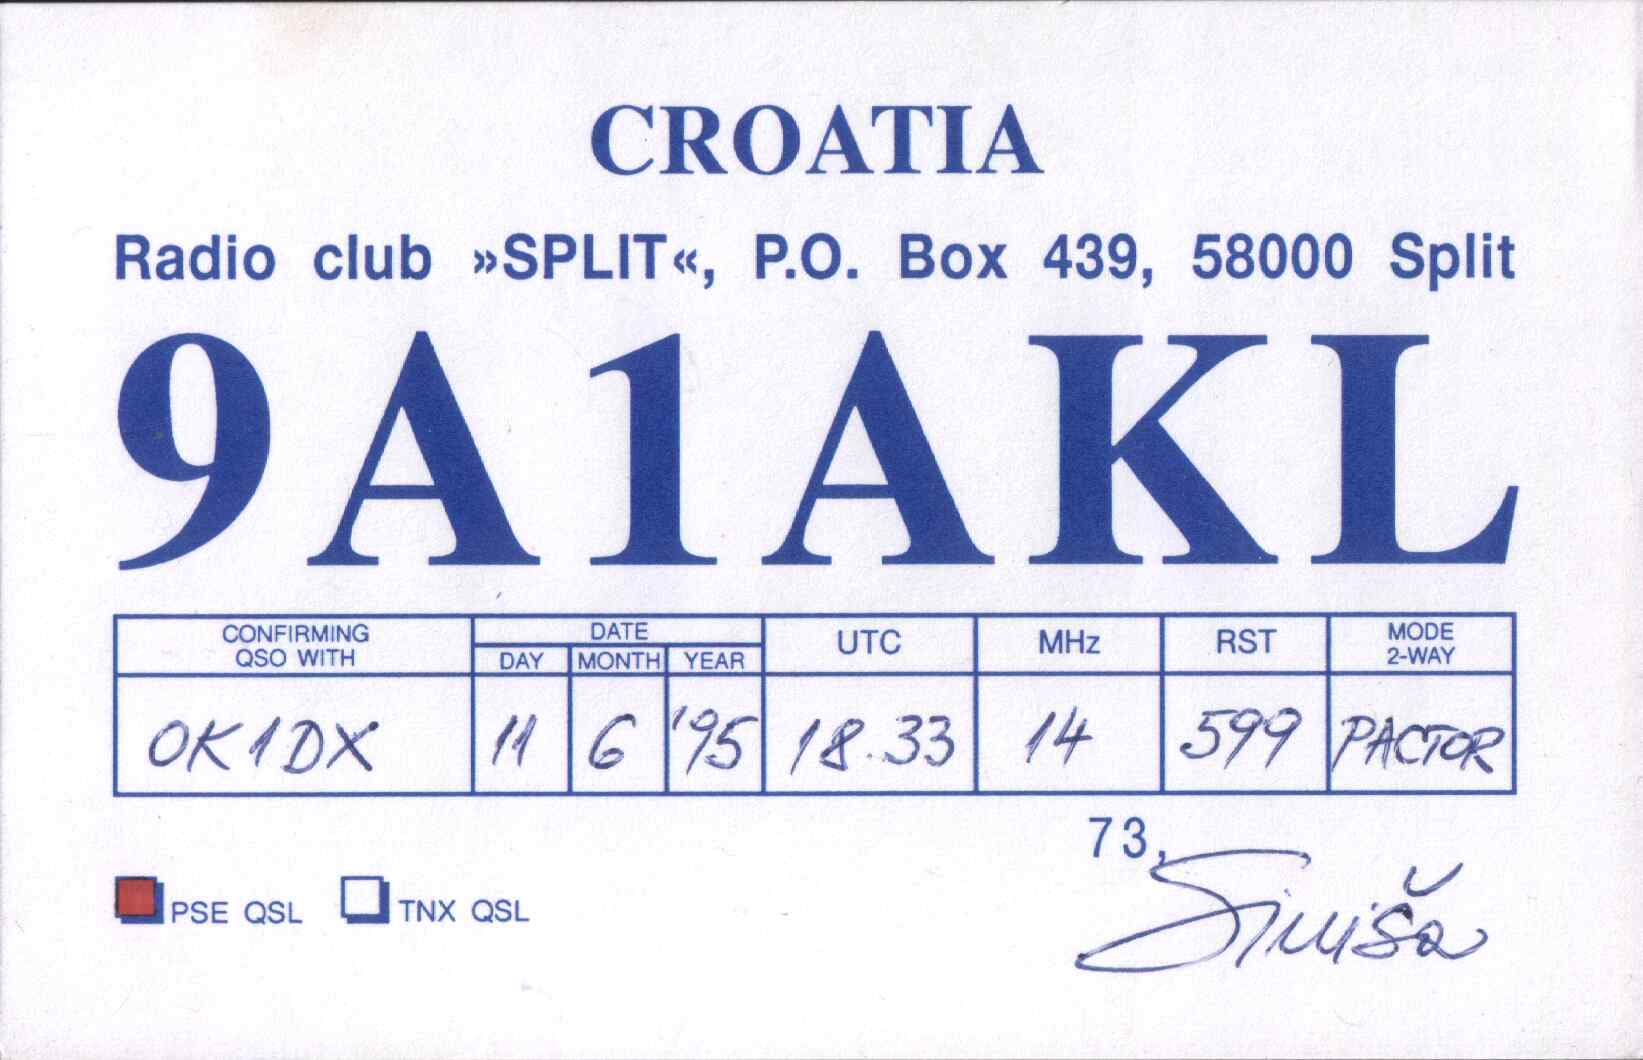 CROATIA
Radio club »SPLIT«, P.O. Box 439, 58000 Split
9A1AKL
CONFIRMING QSO WITH DATE DAY MONTH YEAR UTC MHz RST MODE 2-WAY
OK1DX 11 6 '95 18.33 14 599 PACTOR
73,
Siniša
PSE QSL TNX QSL